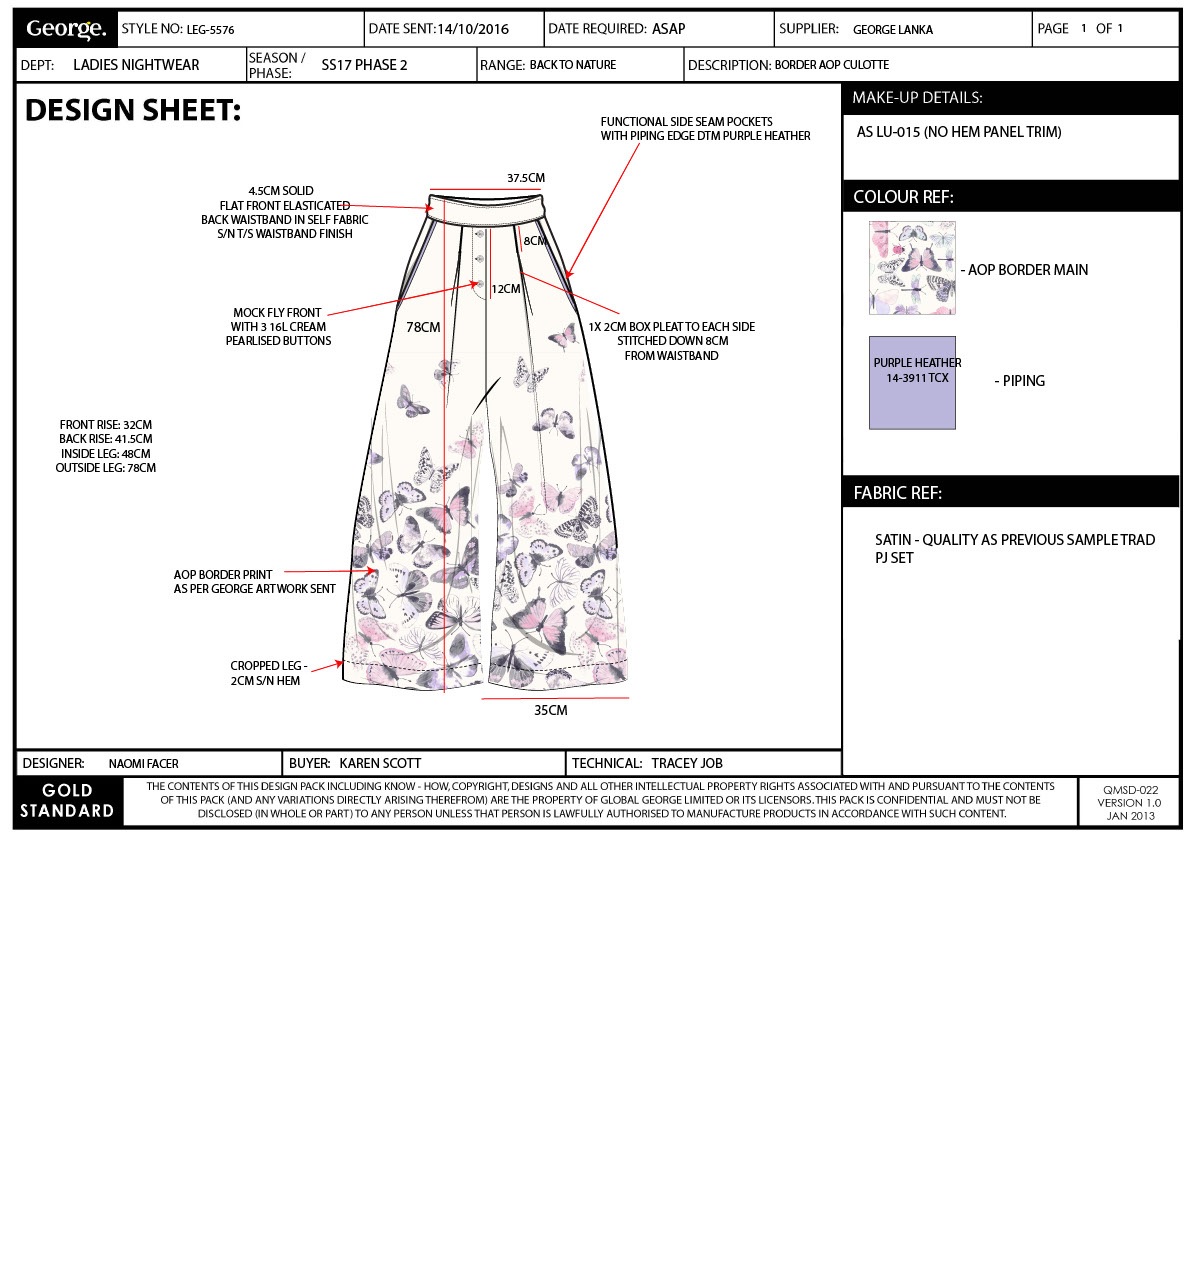 George. STYLE NO: LEG-5576 DATE SENT: 14/10/2016 DATE REQUIRED: ASAP SUPPLIER: GEORGE LANKA PAGE 1 OF 1
DEPT: LADIES NIGHTWEAR SEASON / PHASE: SS17 PHASE 2 RANGE: BACK TO NATURE DESCRIPTION: BORDER AOP CULOTTE
DESIGN SHEET:
FUNCTIONAL SIDE SEAM POCKETS
WITH PIPING EDGE DTM PURPLE HEATHER
37.5CM
4.5CM SOLID
FLAT FRONT ELASTICATED
BACK WAISTBAND IN SELF FABRIC
S/N T/S WAISTBAND FINISH
8CM
12CM
MOCK FLY FRONT
WITH 3 16L CREAM
PEARLISED BUTTONS
78CM
1X 2CM BOX PLEAT TO EACH SIDE
STITCHED DOWN 8CM
FROM WAISTBAND
FRONT RISE: 32CM
BACK RISE: 41.5CM
INSIDE LEG: 48CM
OUTSIDE LEG: 78CM
AOP BORDER PRINT
AS PER GEORGE ARTWORK SENT
CROPPED LEG -
2CM S/N HEM
35CM
MAKE-UP DETAILS:
AS LU-015 (NO HEM PANEL TRIM)
COLOUR REF:
- AOP BORDER MAIN
PURPLE HEATHER
14-3911 TCX
- PIPING
FABRIC REF:
SATIN - QUALITY AS PREVIOUS SAMPLE TRAD
PJ SET
DESIGNER: NAOMI FACER BUYER: KAREN SCOTT TECHNICAL: TRACEY JOB
GOLD
STANDARD
THE CONTENTS OF THIS DESIGN PACK INCLUDING KNOW - HOW, COPYRIGHT, DESIGNS AND ALL OTHER INTELLECTUAL PROPERTY RIGHTS ASSOCIATED WITH AND PURSUANT TO THE CONTENTS
OF THIS PACK (AND ANY VARIATIONS DIRECTLY ARISING THEREFROM) ARE THE PROPERTY OF GLOBAL GEORGE LIMITED OR ITS LICENSORS. THIS PACK IS CONFIDENTIAL AND MUST NOT BE
DISCLOSED (IN WHOLE OR PART) TO ANY PERSON UNLESS THAT PERSON IS LAWFULLY AUTHORISED TO MANUFACTURE PRODUCTS IN ACCORDANCE WITH SUCH CONTENT.
QMSD-022
VERSION 1.0
JAN 2013